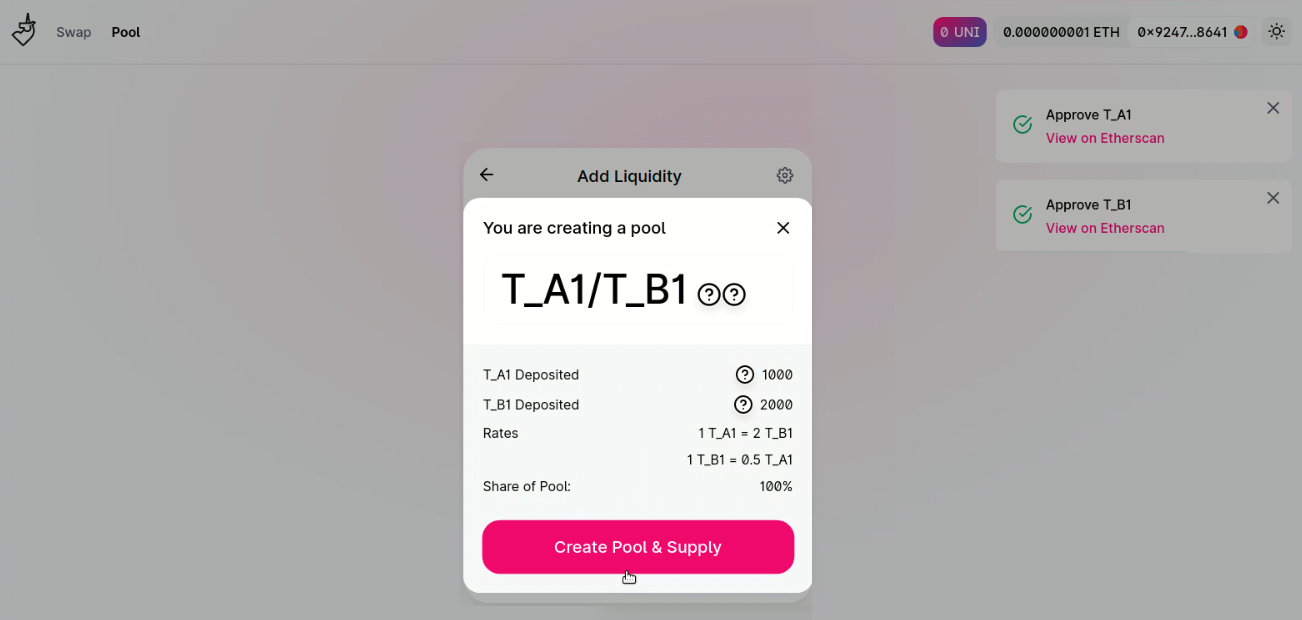 Swap Pool 0 UNI 0.000000001 ETH 0×9247...8641
Approve T_A1
View on Etherscan
Approve T_B1
View on Etherscan
Add Liquidity
You are creating a pool
T_A1/T_B1 ??
T_A1 Deposited ? 1000
T_B1 Deposited ? 2000
Rates 1 T_A1 = 2 T_B1
1 T_B1 = 0.5 T_A1
Share of Pool: 100%
Create Pool & Supply